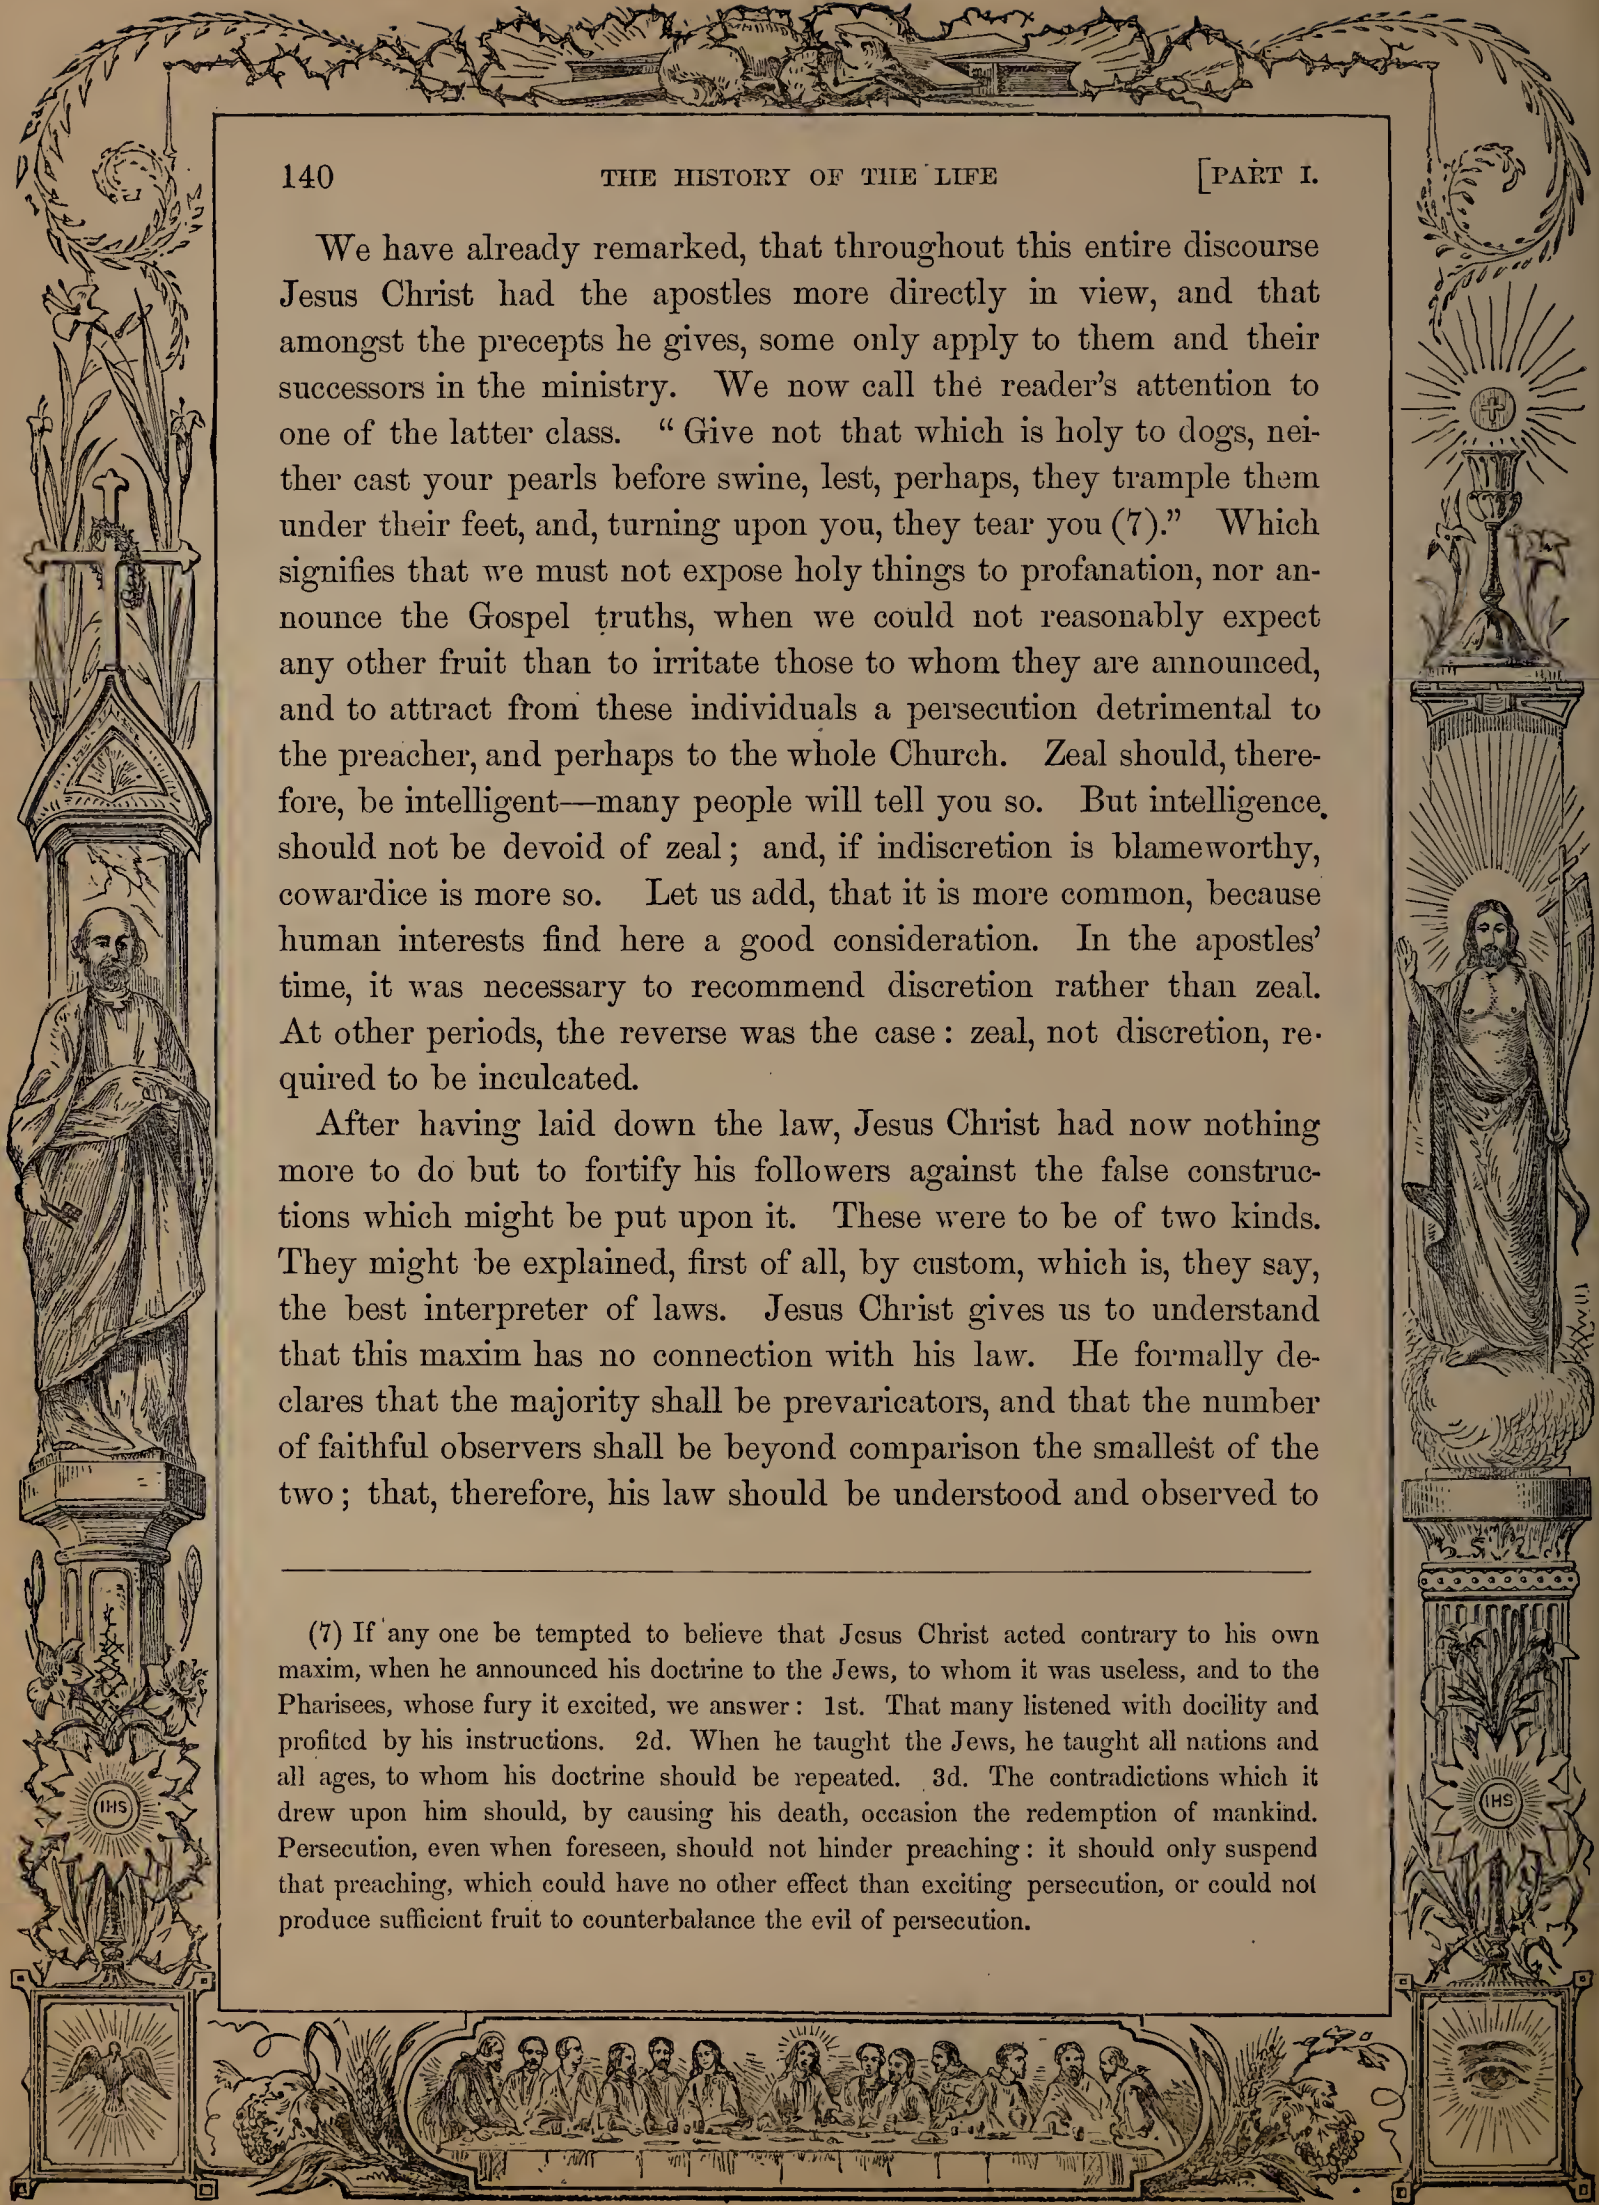 140 THE HISTORY OF THE LIFE [PART I.
We have already remarked, that throughout this entire discourse
Jesus Christ had the apostles more directly in view, and that
amongst the precepts he gives, some only apply to them and their
successors in the ministry. We now call the reader's attention to
one of the latter class. “ Give not that which is holy to dogs, nei-
ther cast your pearls before swine, lest, perhaps, they trample them
under their feet, and, turning upon you, they tear you (7).” Which
signifies that we must not expose holy things to profanation, nor an-
nounce the Gospel truths, when we could not reasonably expect
any other fruit than to irritate those to whom they are announced,
and to attract from these individuals a persecution detrimental to
the preacher, and perhaps to the whole Church. Zeal should, there-
fore, be intelligent—many people will tell you so. But intelligence
should not be devoid of zeal ; and, if indiscretion is blameworthy,
cowardice is more so. Let us add, that it is more common, because
human interests find here a good consideration. In the apostles'
time, it was necessary to recommend discretion rather than zeal.
At other periods, the reverse was the case : zeal, not discretion, re-
quired to be inculcated.
After having laid down the law, Jesus Christ had now nothing
more to do but to fortify his followers against the false construc-
tions which might be put upon it. These were to be of two kinds.
They might be explained, first of all, by custom, which is, they say,
the best interpreter of laws. Jesus Christ gives us to understand
that this maxim has no connection with his law. He formally de-
clares that the majority shall be prevaricators, and that the number
of faithful observers shall be beyond comparison the smallest of the
two ; that, therefore, his law should be understood and observed to
(7) If any one be tempted to believe that Jesus Christ acted contrary to his own
maxim, when he announced his doctrine to the Jews, to whom it was useless, and to the
Pharisees, whose fury it excited, we answer : 1st. That many listened with docility and
profited by his instructions. 2d. When he taught the Jews, he taught all nations and
all ages, to whom his doctrine should be repeated. 3d. The contradictions which it
drew upon him should, by causing his death, occasion the redemption of mankind.
Persecution, even when foreseen, should not hinder preaching : it should only suspend
that preaching, which could have no other effect than exciting persecution, or could not
produce sufficient fruit to counterbalance the evil of persecution.
IHS
IHS